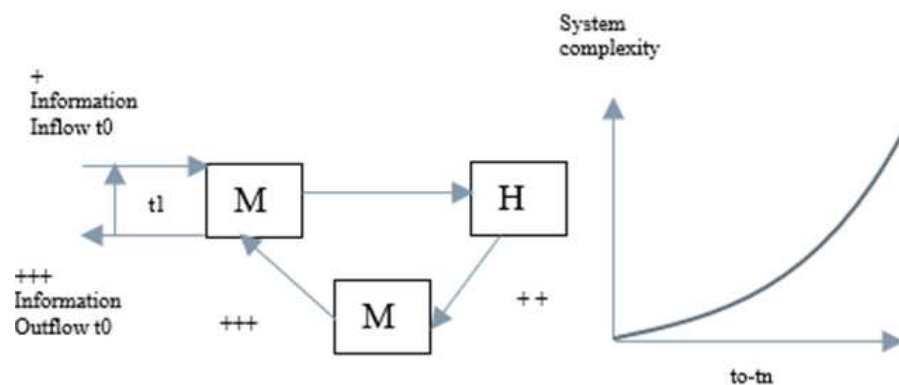 System
complexity
+
Information
Inflow t0
t1
M
H
+++
Information
Outflow t0
+++
M
++
to-tn